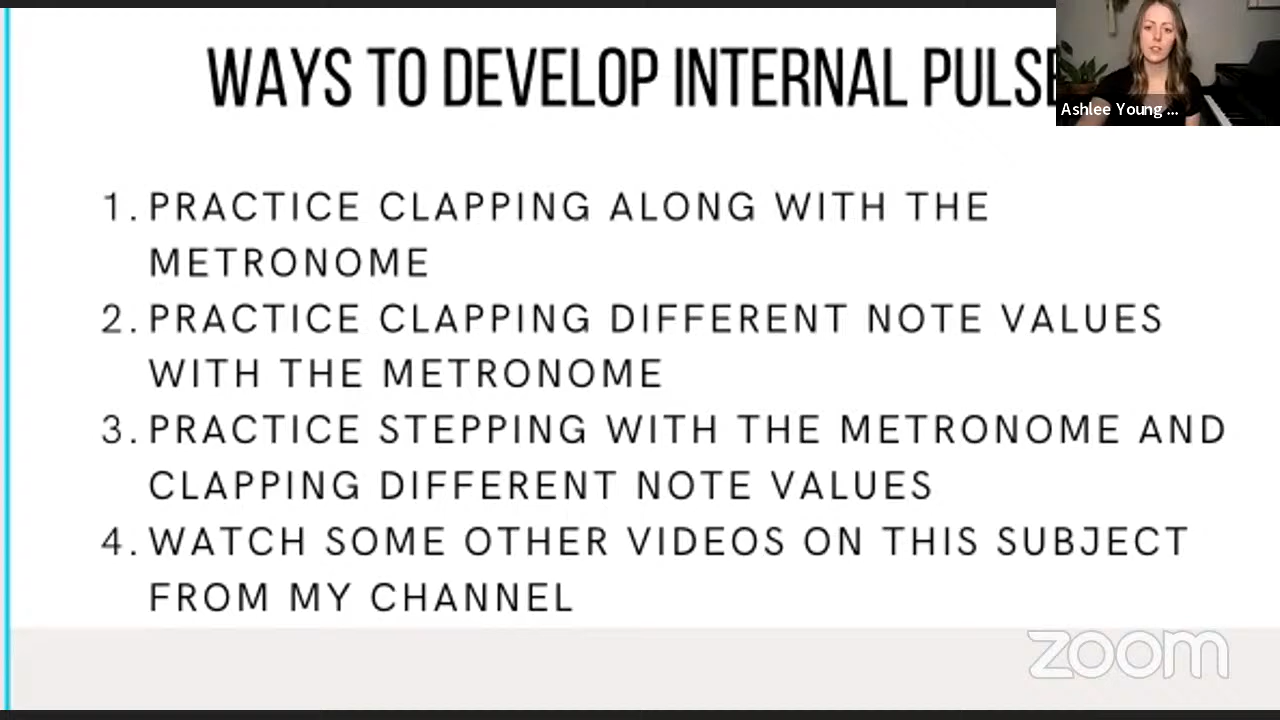 WAYS TO DEVELOP INTERNAL PULSE
Ashlee Young ...
1. PRACTICE CLAPPING ALONG WITH THE
METRONOME
2. PRACTICE CLAPPING DIFFERENT NOTE VALUES
WITH THE METRONOME
3. PRACTICE STEPPING WITH THE METRONOME AND
CLAPPING DIFFERENT NOTE VALUES
4. WATCH SOME OTHER VIDEOS ON THIS SUBJECT
FROM MY CHANNEL
zoom